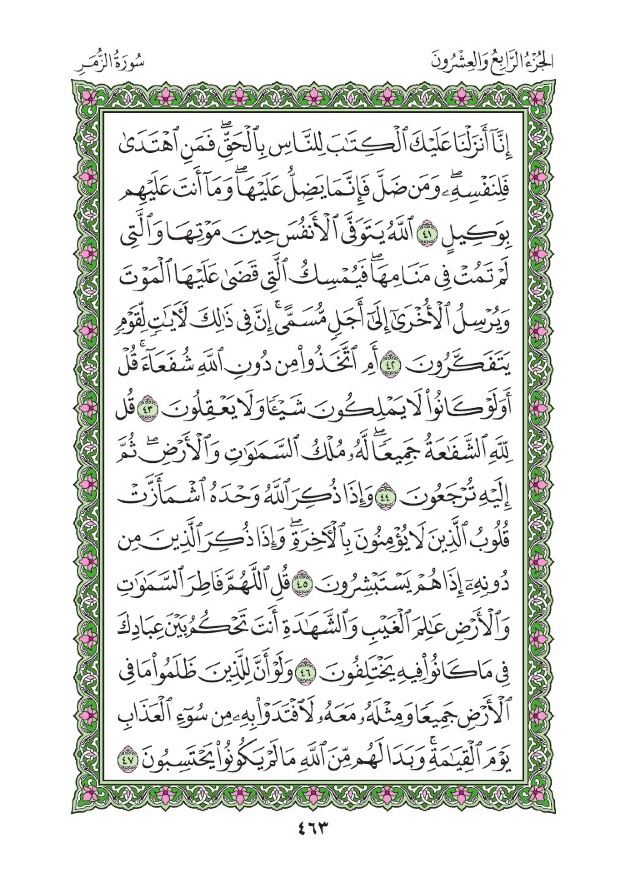 الجُزْءُ الرَّابِعُ وَالعِشْرُونَ
سُورَةُ الزُّمَرِ
إِنَّآ أَنزَلْنَا عَلَيْكَ ٱلْكِتَٰبَ لِلنَّاسِ بِٱلْحَقِّۖ فَمَنِ ٱهْتَدَىٰ
فَلِنَفْسِهِۦۖ وَمَن ضَلَّ فَإِنَّمَا يَضِلُّ عَلَيْهَاۖ وَمَآ أَنتَ عَلَيْهِم
بِوَكِيلٍ ٤١ ٱللَّهُ يَتَوَفَّى ٱلْأَنفُسَ حِينَ مَوْتِهَا وَٱلَّتِى
لَمْ تَمُتْ فِى مَنَامِهَاۖ فَيُمْسِكُ ٱلَّتِى قَضَىٰ عَلَيْهَا ٱلْمَوْتَ
وَيُرْسِلُ ٱلْأُخْرَىٰٓ إِلَىٰٓ أَجَلٍ مُّسَمًّىۚ إِنَّ فِى ذَٰلِكَ لَـَٔايَٰتٍ لِّقَوْمٍ
يَتَفَكَّرُونَ ٤٢ أَمِ ٱتَّخَذُوا۟ مِن دُونِ ٱللَّهِ شُفَعَآءَۚ قُلْ
أَوَلَوْ كَانُوا۟ لَا يَمْلِكُونَ شَيْـًٔا وَلَا يَعْقِلُونَ ٤٣ قُل
لِّلَّهِ ٱلشَّفَٰعَةُ جَمِيعًاۖ لَّهُۥ مُلْكُ ٱلسَّمَٰوَٰتِ وَٱلْأَرْضِۖ ثُمَّ
إِلَيْهِ تُرْجَعُونَ ٤٤ وَإِذَا ذُكِرَ ٱللَّهُ وَحْدَهُ ٱشْمَأَزَّتْ
قُلُوبُ ٱلَّذِينَ لَا يُؤْمِنُونَ بِٱلْـَٔاخِرَةِۖ وَإِذَا ذُكِرَ ٱلَّذِينَ مِن
دُونِهِۦٓ إِذَا هُمْ يَسْتَبْشِرُونَ ٤٥ قُلِ ٱللَّهُمَّ فَاطِرَ ٱلسَّمَٰوَٰتِ
وَٱلْأَرْضِ عَٰلِمَ ٱلْغَيْبِ وَٱلشَّهَٰدَةِ أَنتَ تَحْكُمُ بَيْنَ عِبَادِكَ
فِى مَا كَانُوا۟ فِيهِ يَخْتَلِفُونَ ٤٦ وَلَوْ أَنَّ لِلَّذِينَ ظَلَمُوا۟ مَا فِى
ٱلْأَرْضِ جَمِيعًا وَمِثْلَهُۥ مَعَهُۥ لَٱفْتَدَوْا۟ بِهِۦ مِن سُوٓءِ ٱلْعَذَابِ
يَوْمَ ٱلْقِيَٰمَةِۚ وَبَدَا لَهُم مِّنَ ٱللَّهِ مَا لَمْ يَكُونُوا۟ يَحْتَسِبُونَ ٤٧
٤٦٣